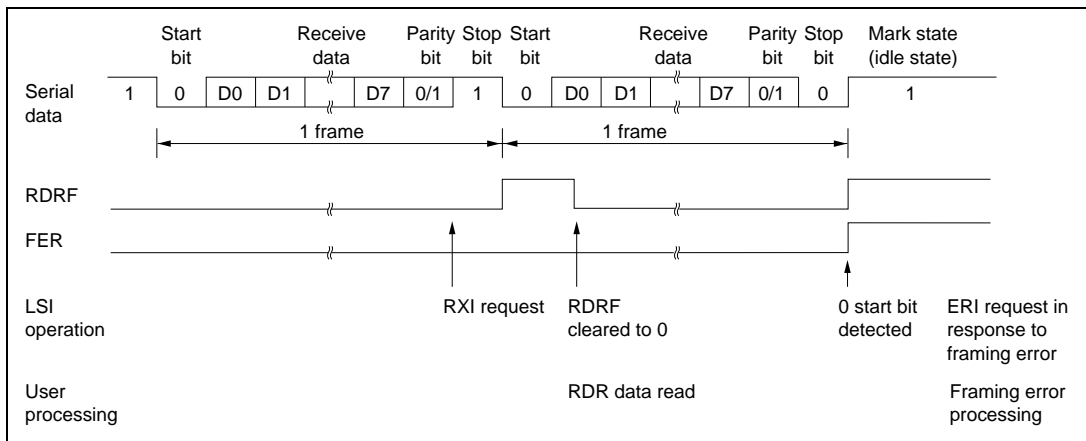 Start bit Receive data Parity bit Stop bit Start bit Receive data Parity bit Stop bit Mark state (idle state)
Serial data 1 0 D0 D1 D7 0/1 1 0 D0 D1 D7 0/1 0 1
1 frame 1 frame
RDRF
FER
LSI operation RXI request RDRF cleared to 0 0 start bit detected ERI request in response to framing error
User processing RDR data read Framing error processing